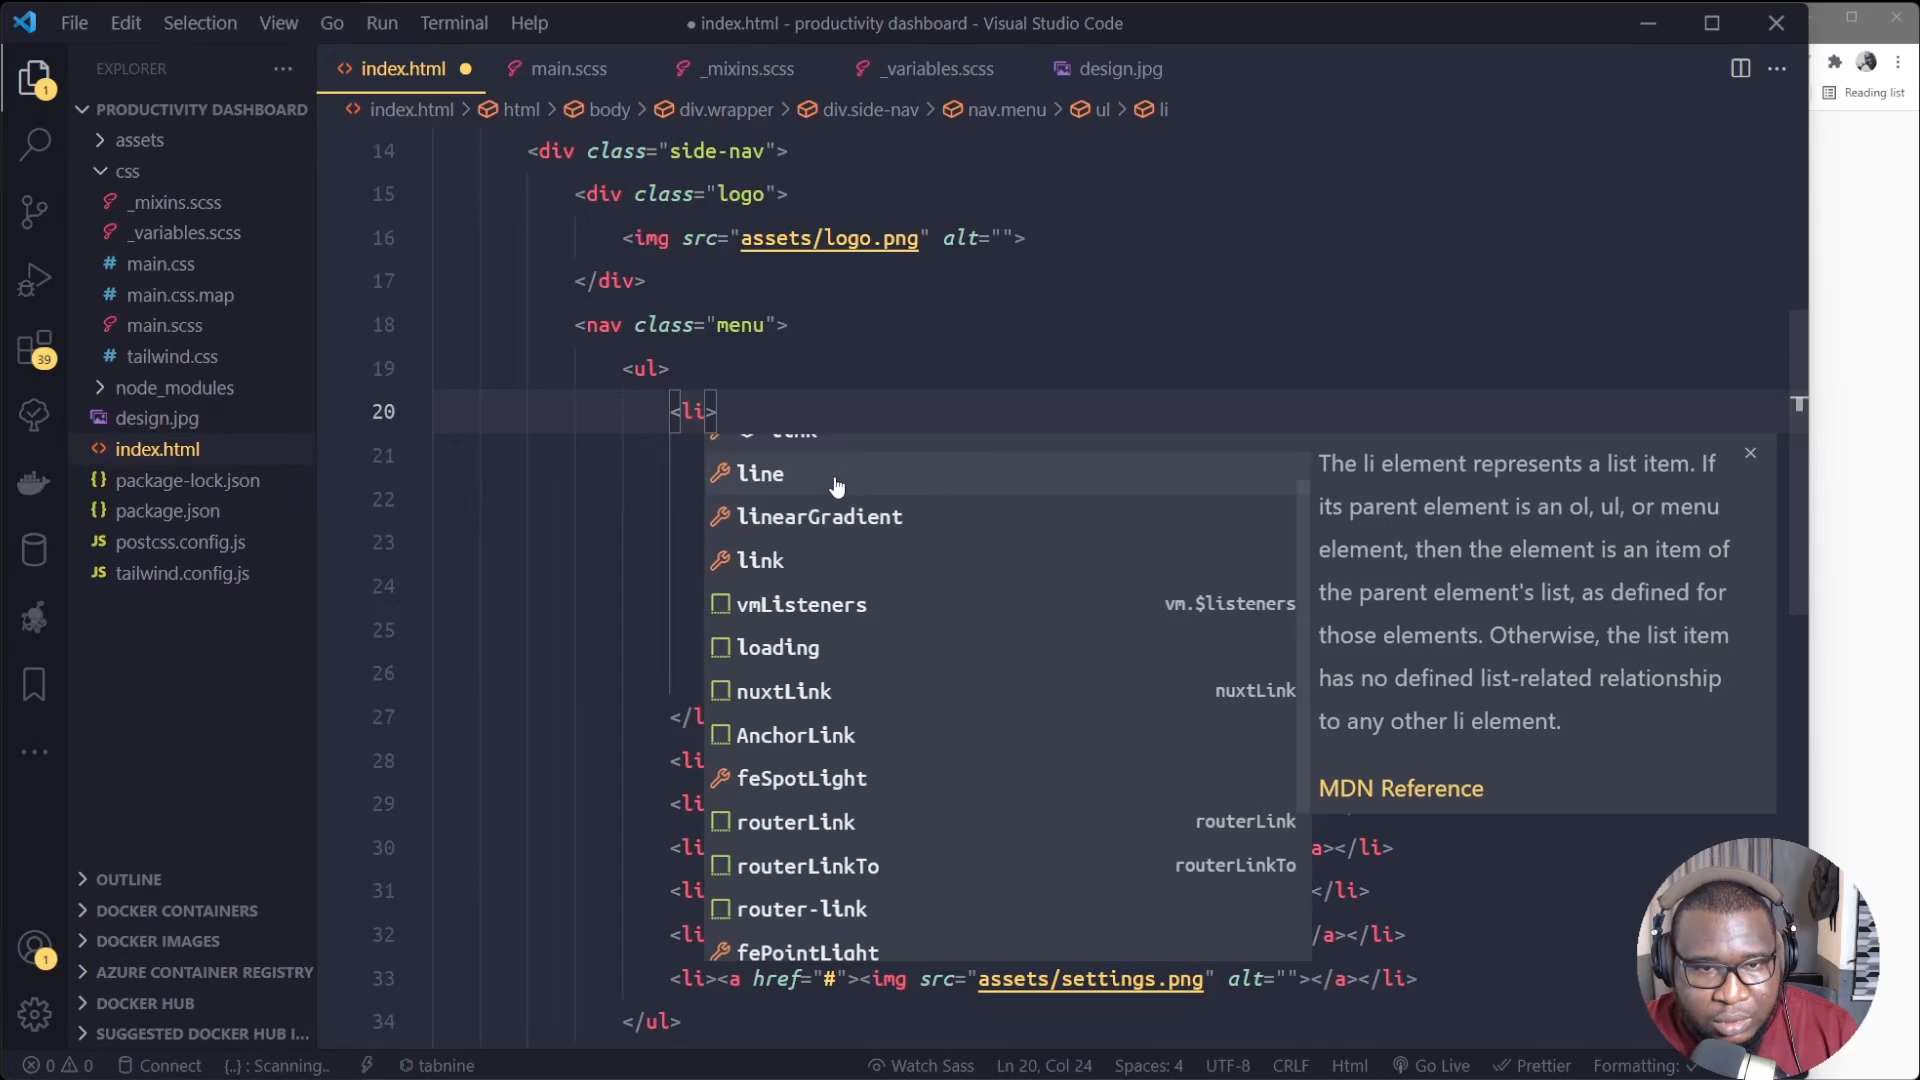 File Edit Selection View Go Run Terminal Help
● index.html - productivity dashboard - Visual Studio Code
EXPLORER
index.html
main.scss
_mixins.scss
_variables.scss
design.jpg
Reading list
index.html > html > body > div.wrapper > div.side-nav > nav.menu > ul > li
PRODUCTIVITY DASHBOARD
assets
css
_mixins.scss
_variables.scss
# main.css
# main.css.map
main.scss
# tailwind.css
node_modules
design.jpg
<> index.html
{} package-lock.json
{} package.json
JS postcss.config.js
JS tailwind.config.js
OUTLINE
DOCKER CONTAINERS
DOCKER IMAGES
AZURE CONTAINER REGISTRY
DOCKER HUB
SUGGESTED DOCKER HUB I...
1
39
1
14 <div class="side-nav">
15 <div class="logo">
16 <img src="assets/logo.png" alt="">
17 </div>
18 <nav class="menu">
19 <ul>
20 <li>
21
22
23
24
25
26
27 </l
28 <li
29 <li
30 <li a></li>
31 <li </li>
32 <li /a></li>
33 <li><a href="#"><img src="assets/settings.png" alt=""></a></li>
34 </ul>
line
linearGradient
link
vmListeners vm.$listeners
loading
nuxtLink nuxtLink
AnchorLink
feSpotLight
routerLink routerLink
routerLinkTo routerLinkTo
router-link
fePointLight
The li element represents a list item. If
its parent element is an ol, ul, or menu
element, then the element is an item of
the parent element's list, as defined for
those elements. Otherwise, the list item
has no defined list-related relationship
to any other li element.
MDN Reference
0 0 Connect {..} : Scanning.. tabnine Watch Sass Ln 20, Col 24 Spaces: 4 UTF-8 CRLF Html Go Live Prettier Formatting: ✓